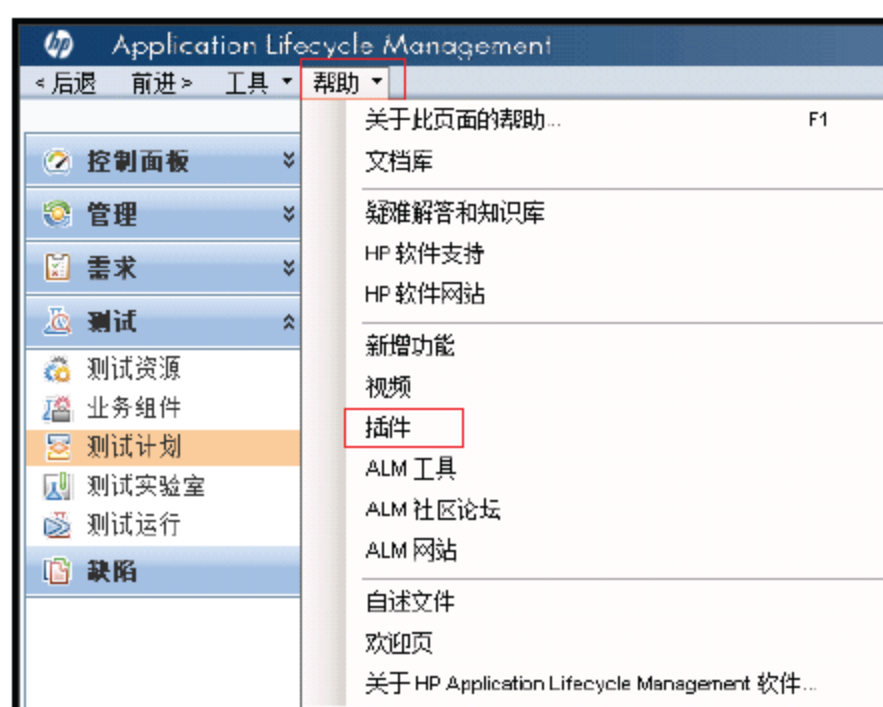 hp Application Lifecycle Management
<后退 前进> 工具 帮助
关于此页面的帮助... F1
文档库
疑难解答和知识库
HP 软件支持
HP 软件网站
新增功能
视频
插件
ALM 工具
ALM 社区论坛
ALM 网站
自述文件
欢迎页
关于 HP Application Lifecycle Management 软件...
控制面板
管理
需求
测试
测试资源
业务组件
测试计划
测试实验室
测试运行
缺陷